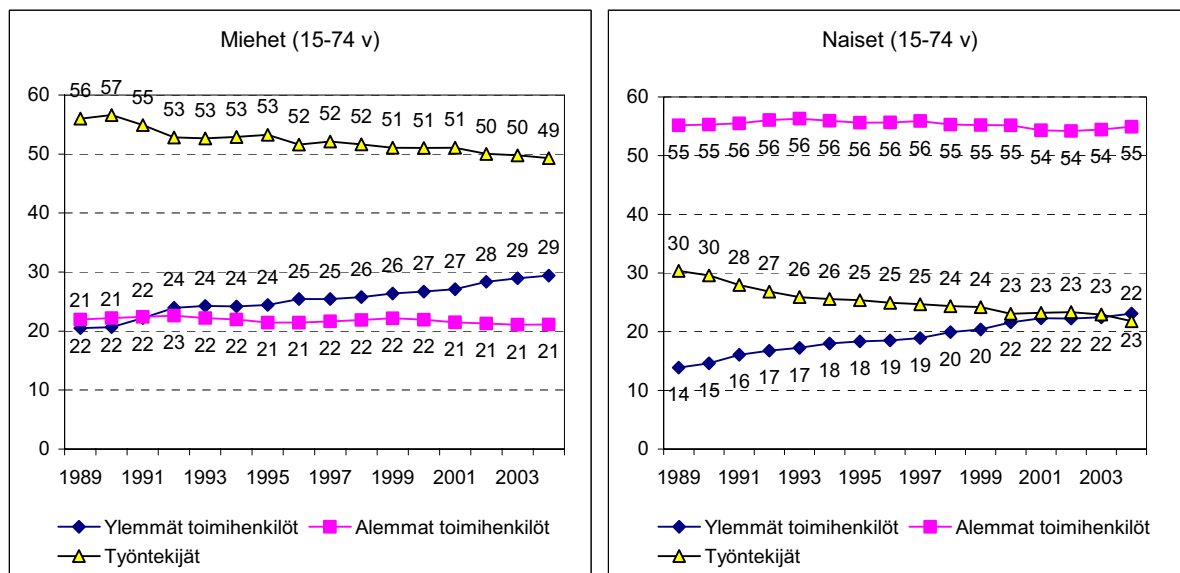 Miehet (15-74 v)
60
50
40
30
20
10
0
56 57 55 53 53 53 53 52 52 52 51 51 51 50 50 49
21 21 22 24 24 24 24 25 25 26 26 27 27 28 29 29
22 22 22 23 22 22 21 21 22 22 22 22 21 21 21 21
1989 1991 1993 1995 1997 1999 2001 2003
Ylemmät toimihenkilöt Alemmat toimihenkilöt
Työntekijät
Naiset (15-74 v)
60
50
40
30
20
10
0
55 55 56 56 56 56 56 56 56 55 55 55 54 54 54 55
30 30 28 27 26 26 25 25 25 24 24 23 23 23 23 22
14 15 16 17 17 18 18 19 19 20 20 22 22 22 22 23
1989 1991 1993 1995 1997 1999 2001 2003
Ylemmät toimihenkilöt Alemmat toimihenkilöt
Työntekijät